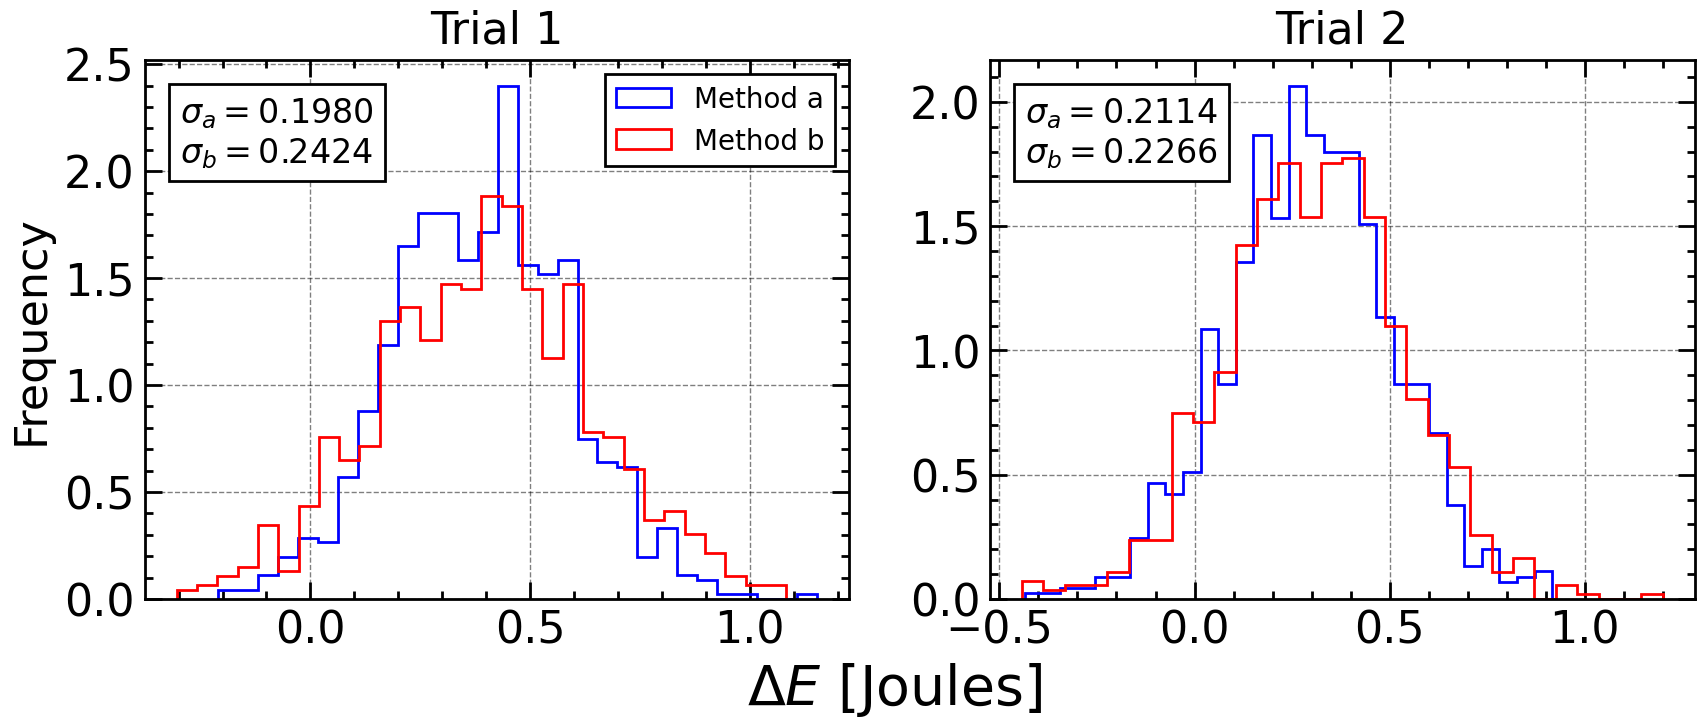 Trial 1
Trial 2
2.5
2.0
1.5
1.0
0.5
0.0
Frequency
σa = 0.1980
σb = 0.2424
Method a
Method b
0.0
0.5
1.0
2.0
1.5
1.0
0.5
0.0
σa = 0.2114
σb = 0.2266
−0.5
0.0
0.5
1.0
ΔE [Joules]